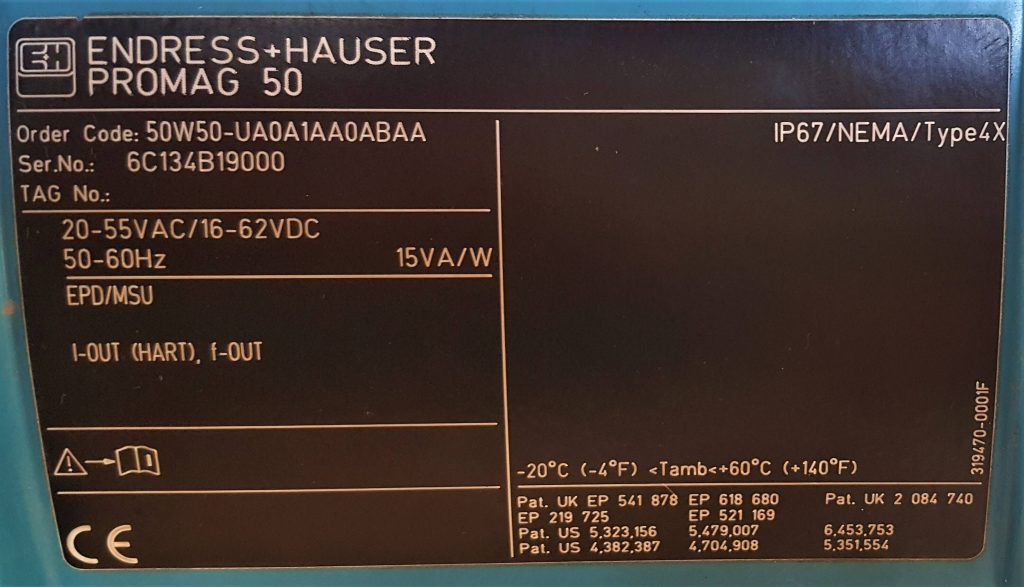 E+H
ENDRESS+HAUSER
PROMAG 50
Order Code: 50W50-UA0A1AA0ABAA
Ser.No.: 6C134B19000
TAG No.:
20-55VAC/16-62VDC
50-60Hz 15VA/W
EPD/MSU
I-OUT (HART), f-OUT
CE
IP67/NEMA/Type4X
319470-0001F
-20°C (-4°F) <Tamb<+60°C (+140°F)
Pat. UK EP 541 878 EP 618 680 Pat. UK 2 084 740
EP 219 725 EP 521 169
Pat. US 5,323,156 5,479,007 6,453,753
Pat. US 4,382,387 4,704,908 5,351,554